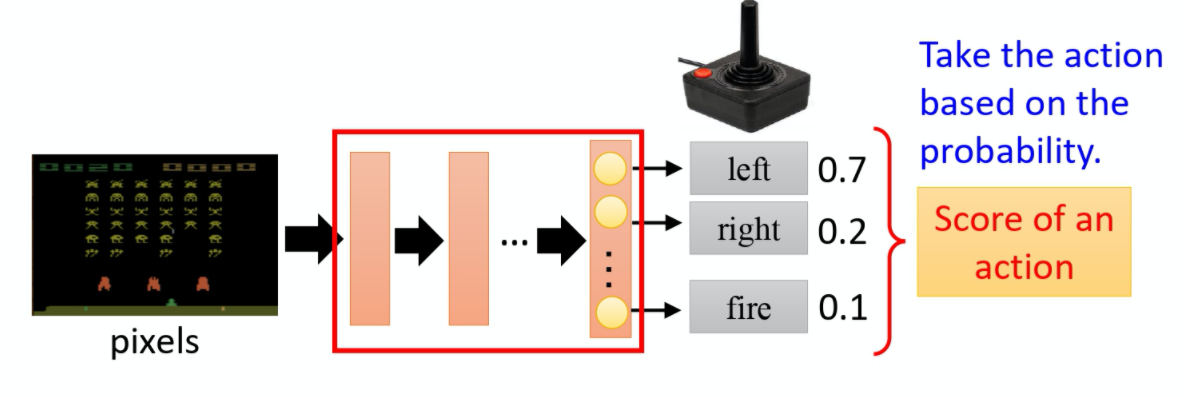 Take the action
based on the
probability.
left 0.7
right 0.2
fire 0.1
Score of an
action
pixels
...